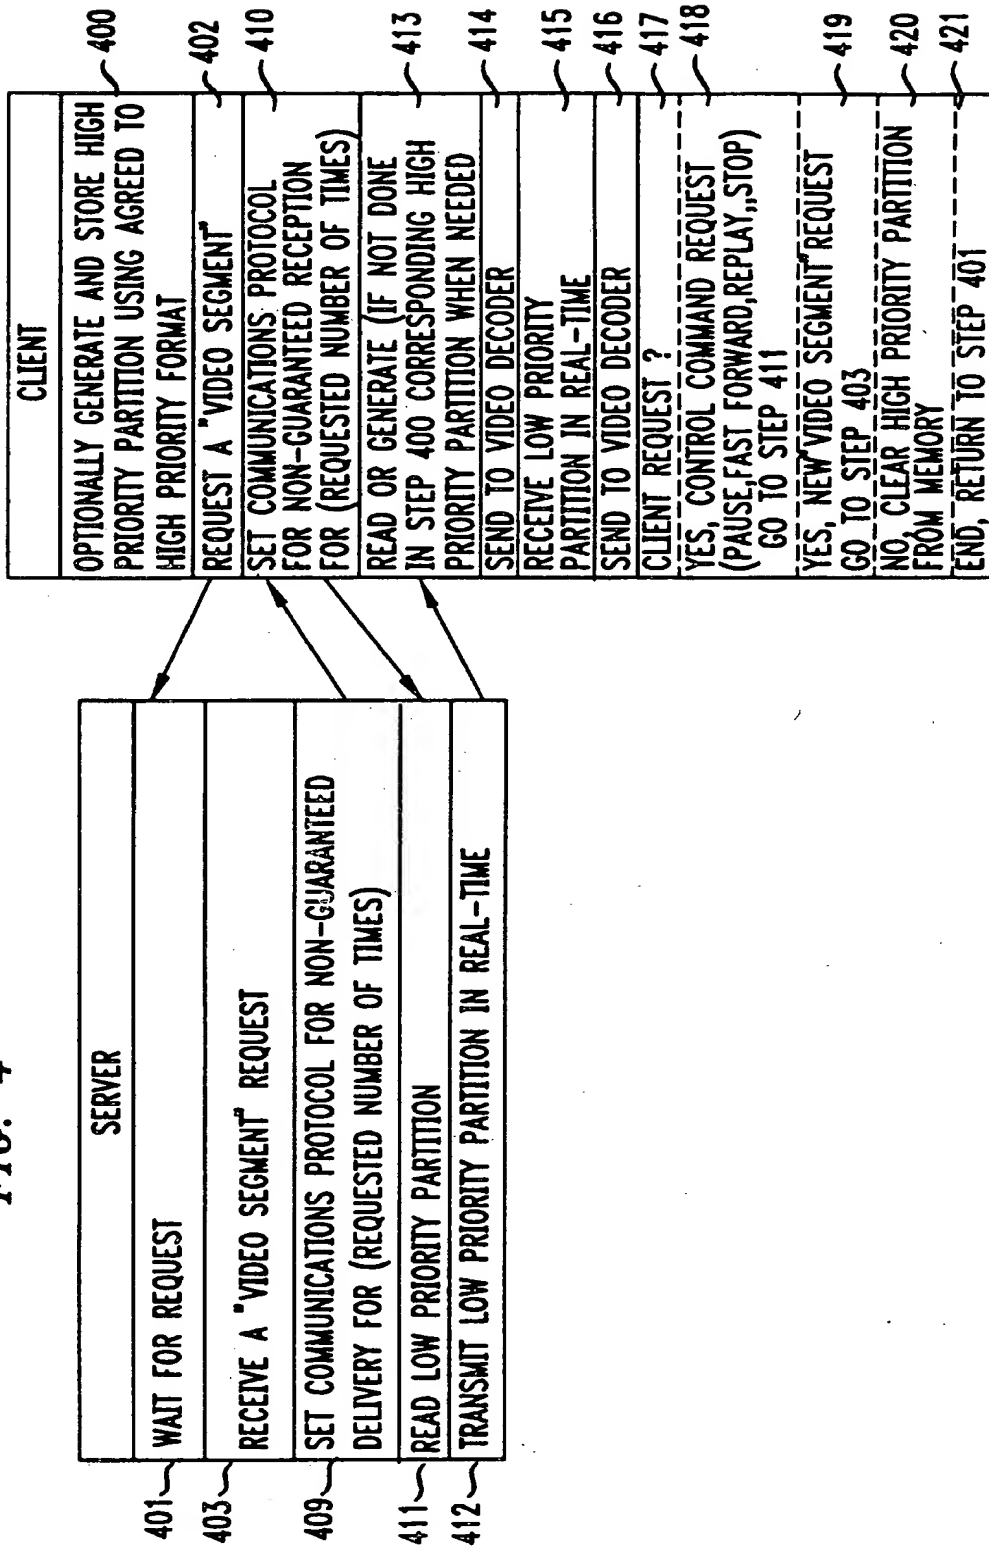 FIG. 4
SERVER
401 WAIT FOR REQUEST
403 RECEIVE A "VIDEO SEGMENT" REQUEST
409 SET COMMUNICATIONS PROTOCOL FOR NON-GUARANTEED
DELIVERY FOR (REQUESTED NUMBER OF TIMES)
411 READ LOW PRIORITY PARTITION
412 TRANSMIT LOW PRIORITY PARTITION IN REAL-TIME
CLIENT
OPTIONALLY GENERATE AND STORE HIGH
PRIORITY PARTITION USING AGREED TO
HIGH PRIORITY FORMAT
400
REQUEST A "VIDEO SEGMENT" 402
SET COMMUNICATIONS PROTOCOL 410
FOR NON-GUARANTEED RECEPTION
FOR (REQUESTED NUMBER OF TIMES)
READ OR GENERATE (IF NOT DONE
IN STEP 400 CORRESPONDING HIGH 413
PRIORITY PARTITION WHEN NEEDED
SEND TO VIDEO DECODER 414
RECEIVE LOW PRIORITY
PARTITION IN REAL-TIME 415
SEND TO VIDEO DECODER 416
CLIENT REQUEST ? 417
YES, CONTROL COMMAND REQUEST 418
(PAUSE,FAST FORWARD,REPLAY,,STOP)
GO TO STEP 411
YES, NEW"VIDEO SEGMENT"REQUEST
GO TO STEP 403 419
NO, CLEAR HIGH PRIORITY PARTITION 420
FROM MEMORY
END, RETURN TO STEP 401 421